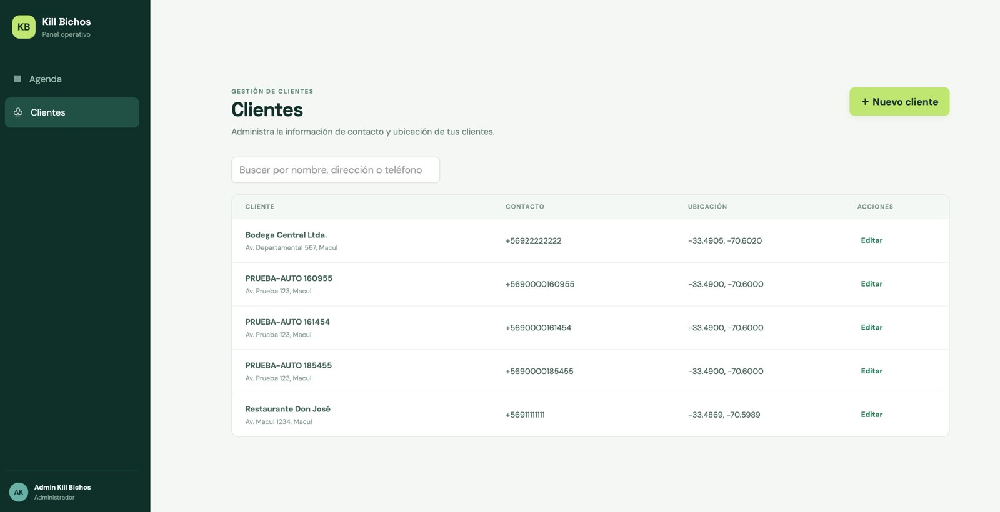 KB
Kill Bichos
Panel operativo
Agenda
Clientes
GESTIÓN DE CLIENTES
Clientes
Administra la información de contacto y ubicación de tus clientes.
+ Nuevo cliente
Buscar por nombre, dirección o teléfono
CLIENTE CONTACTO UBICACIÓN ACCIONES
Bodega Central Ltda.
Av. Departamental 567, Macul
+56922222222 -33.4905, -70.6020 Editar
PRUEBA-AUTO 160955
Av. Prueba 123, Macul
+5690000160955 -33.4900, -70.6000 Editar
PRUEBA-AUTO 161454
Av. Prueba 123, Macul
+5690000161454 -33.4900, -70.6000 Editar
PRUEBA-AUTO 185455
Av. Prueba 123, Macul
+5690000185455 -33.4900, -70.6000 Editar
Restaurante Don José
Av. Macul 1234, Macul
+56911111111 -33.4869, -70.5989 Editar
AK
Admin Kill Bichos
Administrador